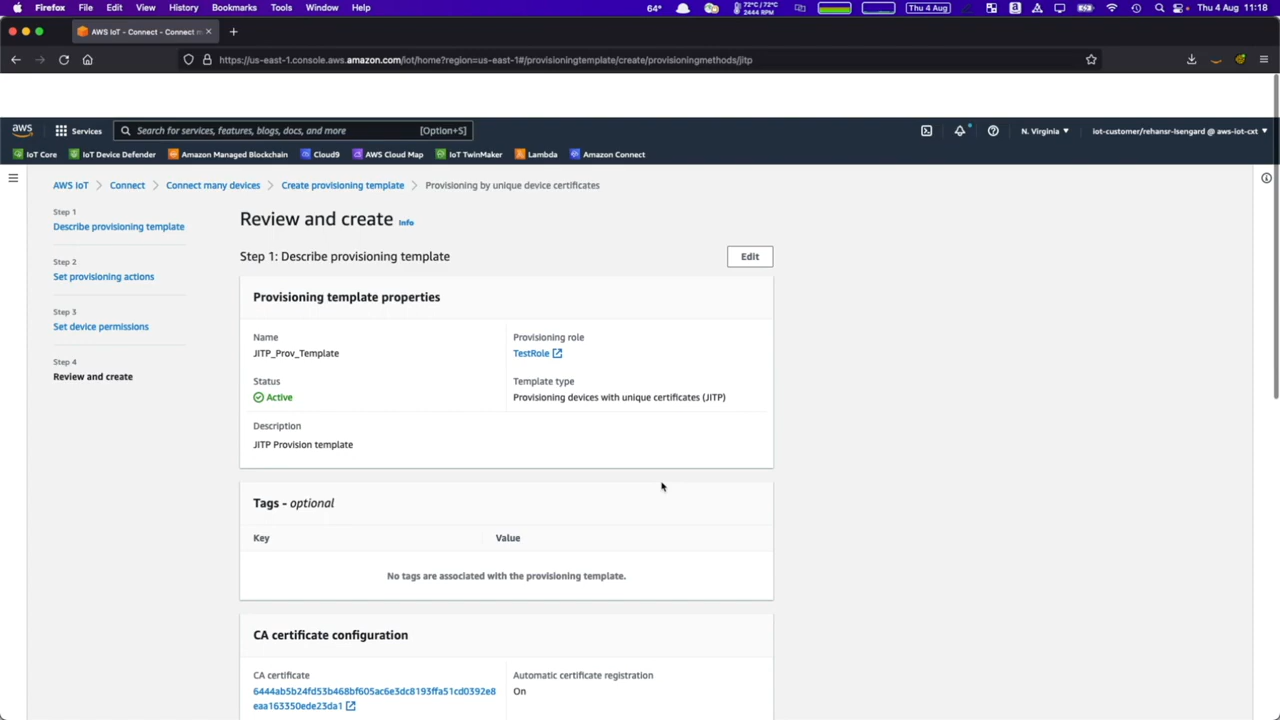 Firefox File Edit View History Bookmarks Tools Window Help 64° 72°C / 72°C 2444 RPM Thu 4 Aug Thu 4 Aug 11:18
AWS IoT - Connect - Connect m
https://us-east-1.console.aws.amazon.com/iot/home?region=us-east-1#/provisioningtemplate/create/provisioningmethods/jitp
aws Services Search for services, features, blogs, docs, and more [Option+S] N. Virginia iot-customer/rehansr-Isengard @ aws-iot-cxt
IoT Core IoT Device Defender Amazon Managed Blockchain Cloud9 AWS Cloud Map IoT TwinMaker Lambda Amazon Connect
AWS IoT Connect Connect many devices Create provisioning template Provisioning by unique device certificates
Step 1
Describe provisioning template
Step 2
Set provisioning actions
Step 3
Set device permissions
Step 4
Review and create
Review and create Info
Step 1: Describe provisioning template Edit
Provisioning template properties
Name
JITP_Prov_Template
Provisioning role
TestRole
Status
Active
Template type
Provisioning devices with unique certificates (JITP)
Description
JITP Provision template
Tags - optional
Key Value
No tags are associated with the provisioning template.
CA certificate configuration
CA certificate
6444ab5b24fd53b468bf605ac6e3dc8193ffa51cd0392e8
eaa163350ede23da1
Automatic certificate registration
On